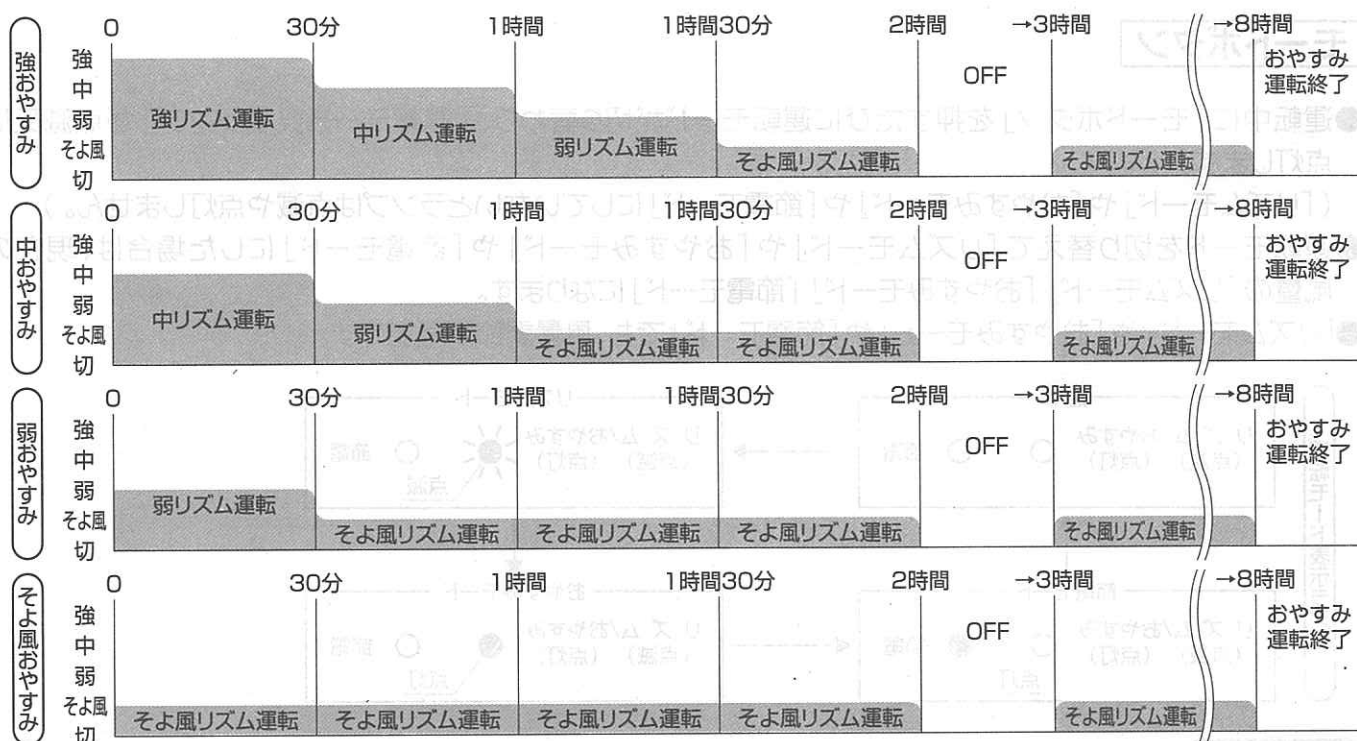 0 30分 1時間 1時間30分 2時間 →3時間 →8時間
強おやすみ
強
中
弱
そよ風
切
強リズム運転
中リズム運転
弱リズム運転
そよ風リズム運転
OFF
そよ風リズム運転
おやすみ
運転終了
0 30分 1時間 1時間30分 2時間 →3時間 →8時間
中おやすみ
強
中
弱
そよ風
切
中リズム運転
弱リズム運転
そよ風リズム運転
そよ風リズム運転
OFF
そよ風リズム運転
おやすみ
運転終了
0 30分 1時間 1時間30分 2時間 →3時間 →8時間
弱おやすみ
強
中
弱
そよ風
切
弱リズム運転
そよ風リズム運転
そよ風リズム運転
そよ風リズム運転
OFF
そよ風リズム運転
おやすみ
運転終了
0 30分 1時間 1時間30分 2時間 →3時間 →8時間
そよ風おやすみ
強
中
弱
そよ風
切
そよ風リズム運転
そよ風リズム運転
そよ風リズム運転
そよ風リズム運転
OFF
そよ風リズム運転
おやすみ
運転終了